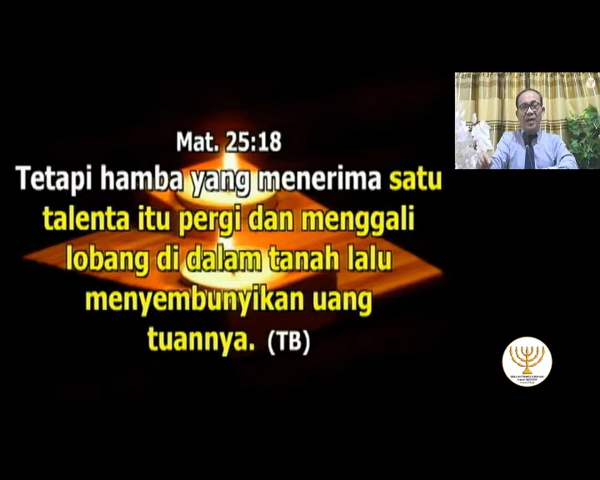 Mat. 25:18
Tetapi hamba yang menerima satu
talenta itu pergi dan menggali
lobang di dalam tanah lalu
menyembunyikan uang
tuannya. (TB)